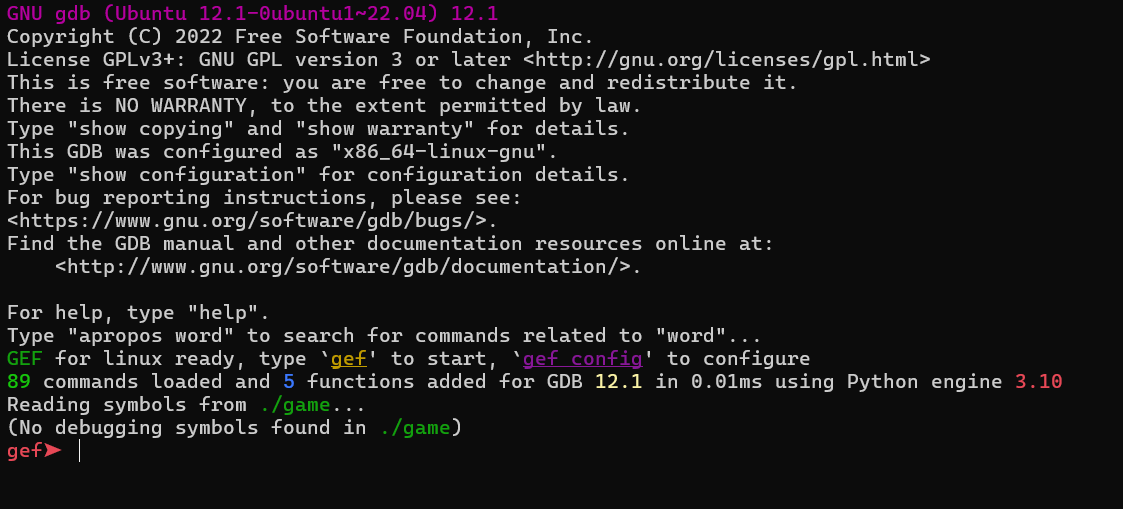 GNU gdb (Ubuntu 12.1-0ubuntu1~22.04) 12.1
Copyright (C) 2022 Free Software Foundation, Inc.
License GPLv3+: GNU GPL version 3 or later <http://gnu.org/licenses/gpl.html>
This is free software: you are free to change and redistribute it.
There is NO WARRANTY, to the extent permitted by law.
Type "show copying" and "show warranty" for details.
This GDB was configured as "x86_64-linux-gnu".
Type "show configuration" for configuration details.
For bug reporting instructions, please see:
<https://www.gnu.org/software/gdb/bugs/>.
Find the GDB manual and other documentation resources online at:
    <http://www.gnu.org/software/gdb/documentation/>.

For help, type "help".
Type "apropos word" to search for commands related to "word"...
GEF for linux ready, type `gef' to start, `gef config' to configure
89 commands loaded and 5 functions added for GDB 12.1 in 0.01ms using Python engine 3.10
Reading symbols from ./game...
(No debugging symbols found in ./game)
gef➤